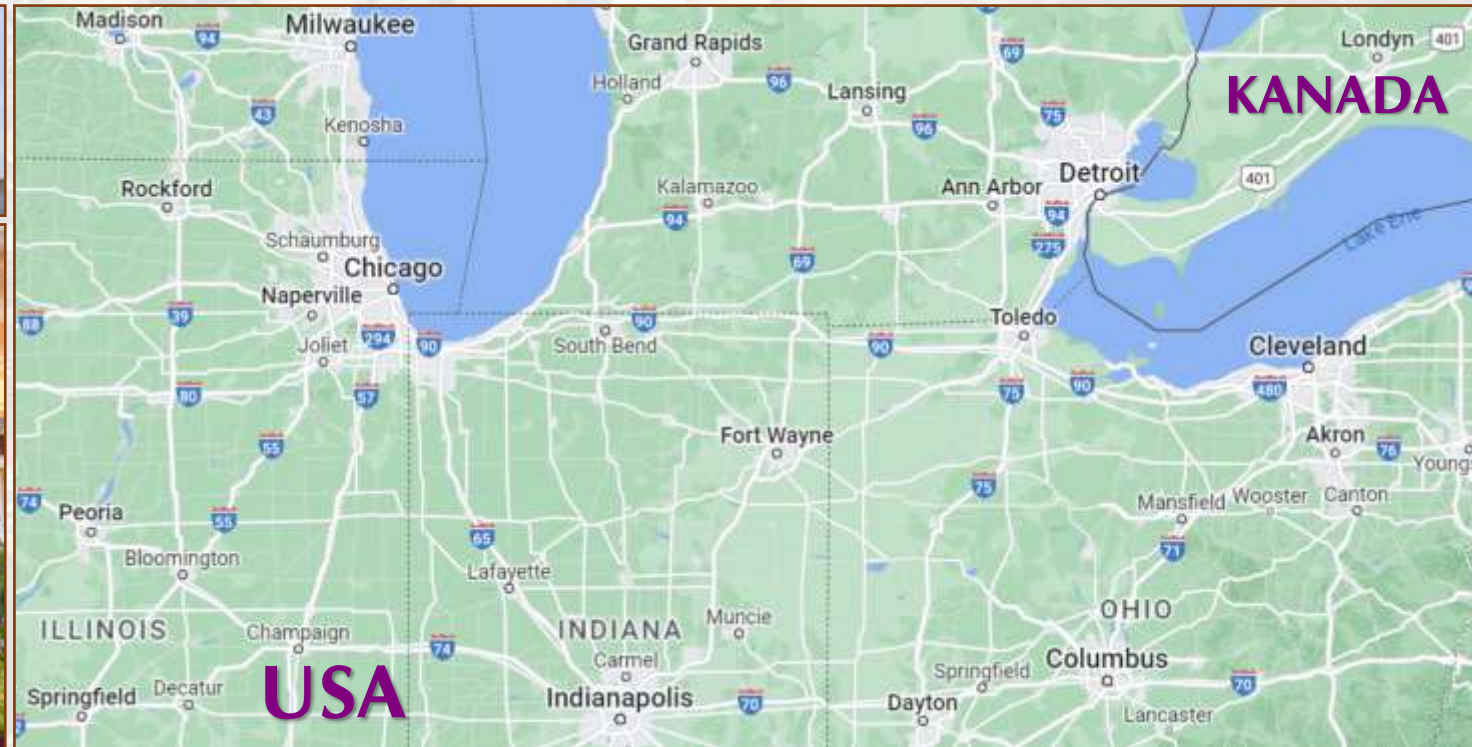 Madison
94
Milwaukee
Grand Rapids
69
Londyn
401
Holland
96
Lansing
KANADA
43
Kenosha
96
75
Detroit
Rockford
Kalamazoo
Ann Arbor
401
94
94
Schaumburg
Chicago
275
Lake Erie
69
Naperville
88
39
90
Toledo
294
90
South Bend
90
Cleveland
Joliet
80
57
75
90
480
55
Fort Wayne
Akron
76
Young
74
75
Peoria
55
Mansfield
Wooster
Canton
65
71
Bloomington
Lafayette
ILLINOIS
Champaign
INDIANA
Muncie
OHIO
74
Carmel
Columbus
Springfield
Decatur
USA
Indianapolis
70
Springfield
70
Dayton
Lancaster